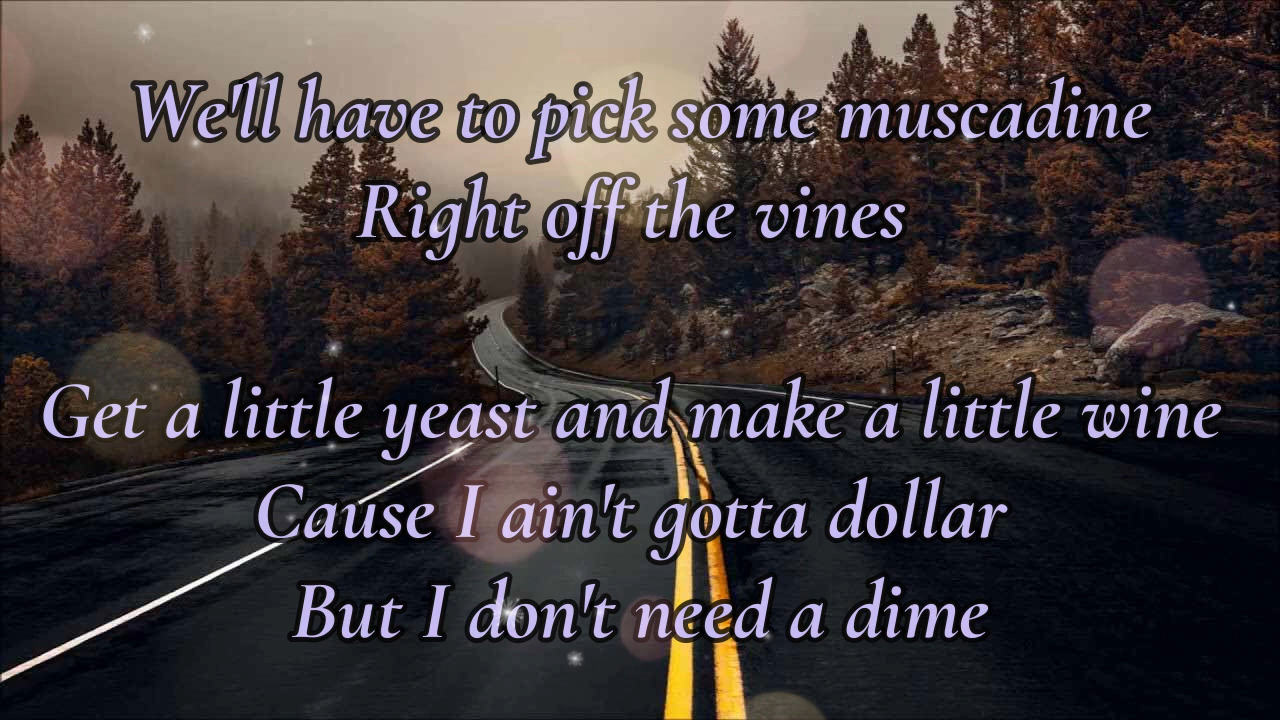 We'll have to pick some muscadine
Right off the vines
Get a little yeast and make a little wine
Cause I ain't gotta dollar
But I don't need a dime